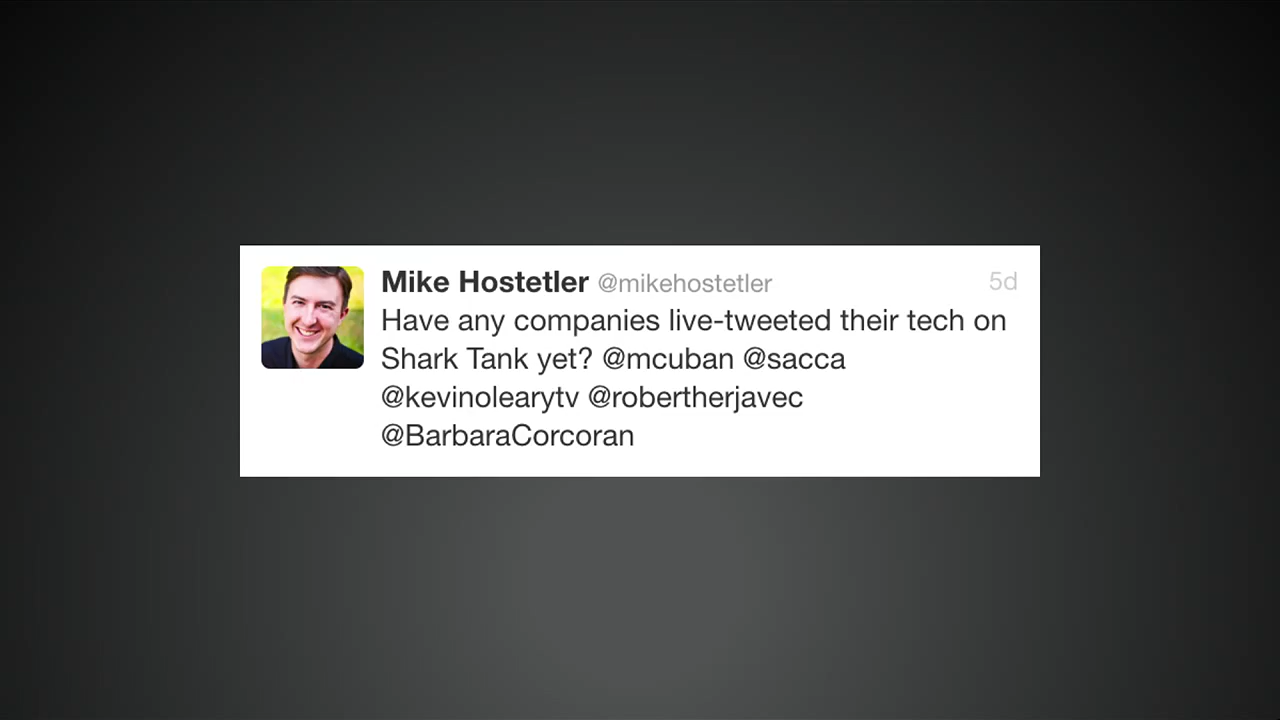 Mike Hostetler @mikehostetler 5d
Have any companies live-tweeted their tech on
Shark Tank yet? @mcuban @sacca
@kevinolearytv @robertherjavec
@BarbaraCorcoran